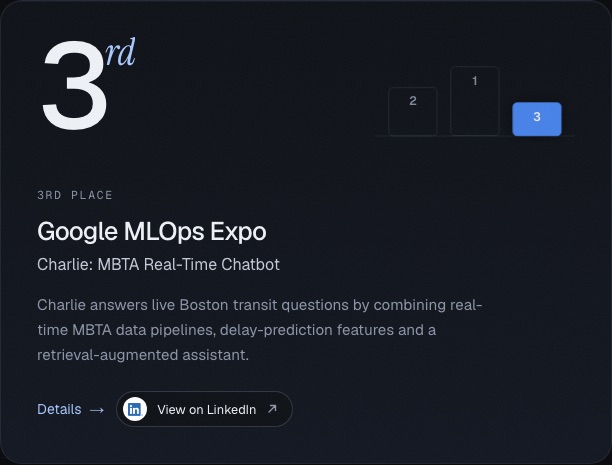 3rd
1
2
3
3RD PLACE
Google MLOps Expo
Charlie: MBTA Real-Time Chatbot
Charlie answers live Boston transit questions by combining real-
time MBTA data pipelines, delay-prediction features and a
retrieval-augmented assistant.
Details →
in View on LinkedIn ↗